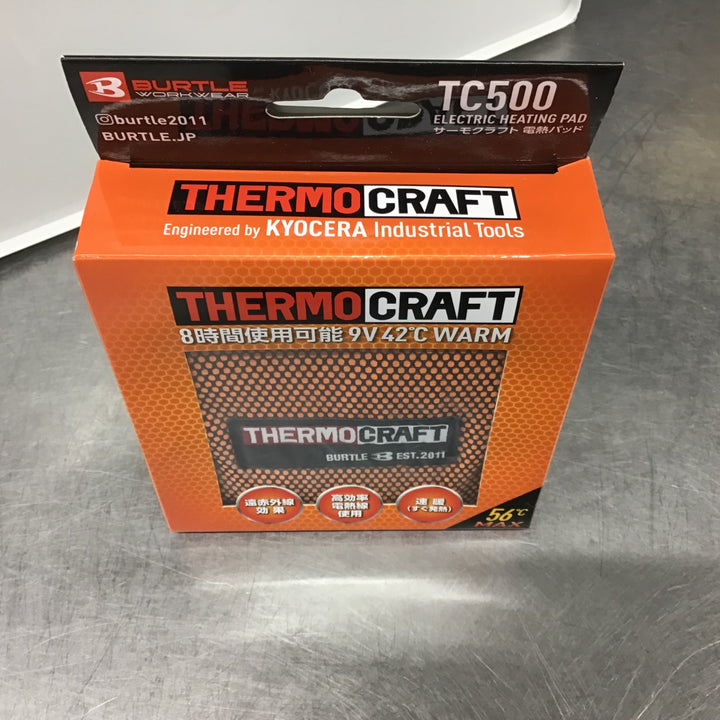 BURTLE
WORKWEAR
burtle2011
BURTLE.JP
TC500
ELECTRIC HEATING PAD
サーモクラフト 電熱パッド
THERMOCRAFT
Engineered by KYOCERA Industrial Tools
THERMOCRAFT
8時間使用可能 9V 42℃ WARM
THERMOCRAFT
BURTLE B EST.2011
遠赤外線
効果
高効率
電熱線
使用
速暖
(すぐ発熱)
56℃
MAX